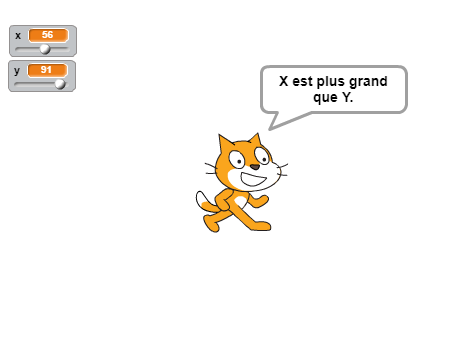 x 56
y 91
X est plus grand
que Y.